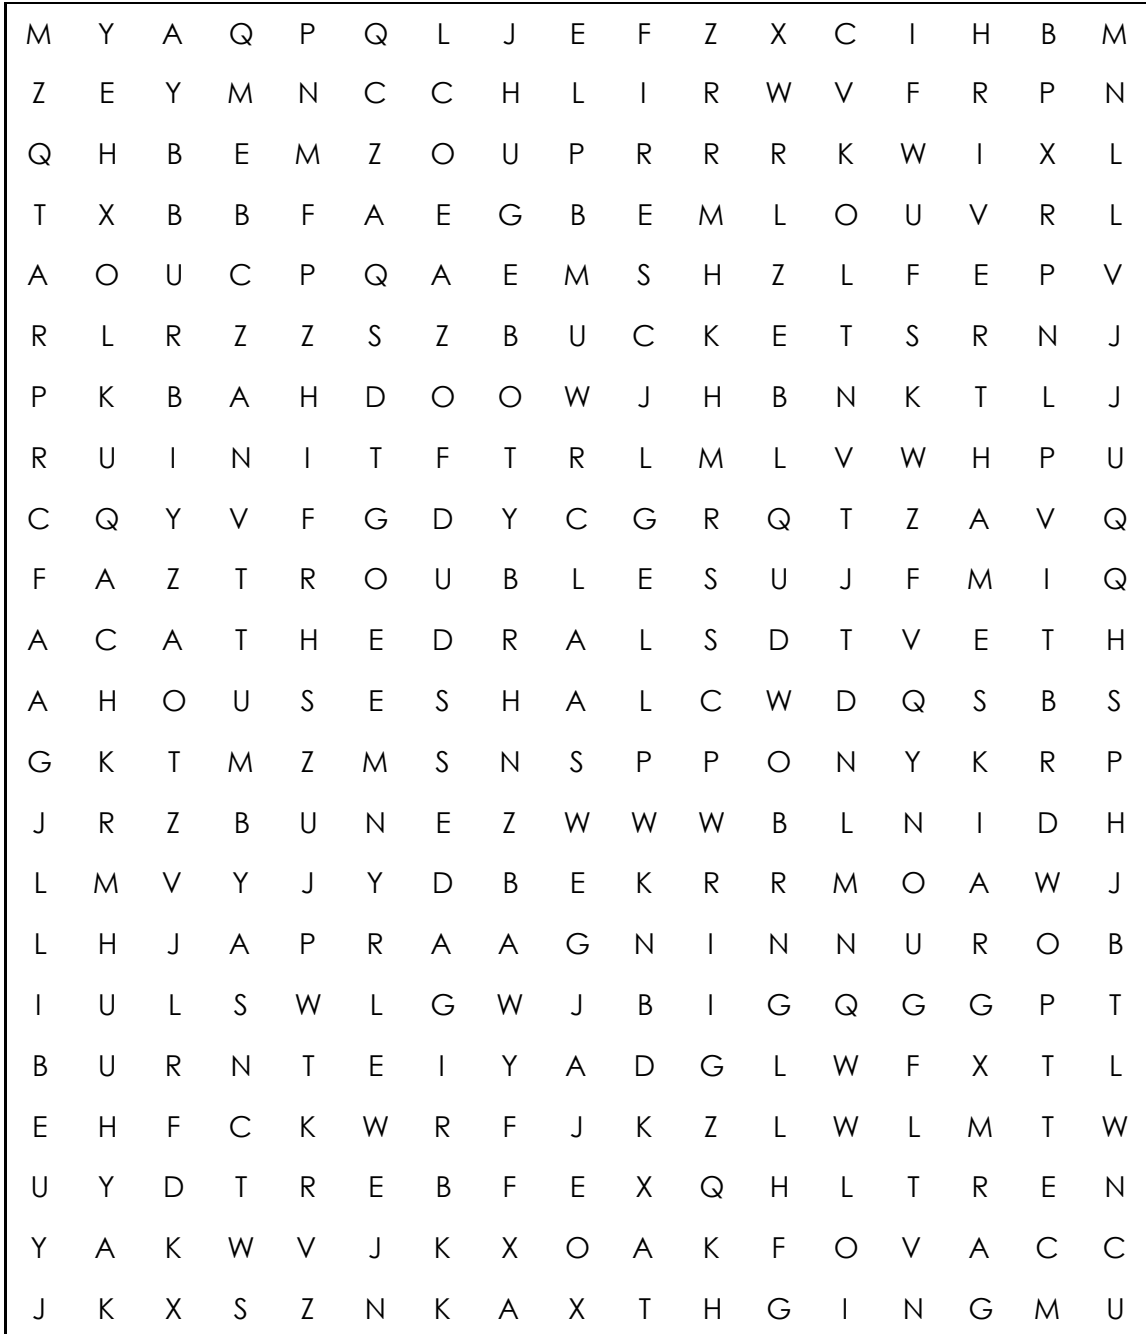 M Y A Q P Q L J E F Z X C I H B M
Z E Y M N C C H L I R W V F R P N
Q H B E M Z O U P R R R K W I X L
T X B B F A E G B E M L O U V R L
A O U C P Q A E M S H Z L F E P V
R L R Z Z S Z B U C K E T S R N J
P K B A H D O O W J H B N K T L J
R U I N I T F T R L M L V W H P U
C Q Y V F G D Y C G R Q T Z A V Q
F A Z T R O U B L E S U J F M I Q
A C A T H E D R A L S D T V E T H
A H O U S E S H A L C W D Q S B S
G K T M Z M S N S P P O N Y K R P
J R Z B U N E Z W W W B L N I D H
L M V Y J Y D B E K R R M O A W J
L H J A P R A A G N I N N U R O B
I U L S W L G W J B I G Q G G P T
B U R N T E I Y A D G L W F X T L
E H F C K W R F J K Z L W L M T W
U Y D T R E B F E X Q H L T R E N
Y A K W V J K X O A K F O V A C C
J K X S Z N K A X T H G I N G M U